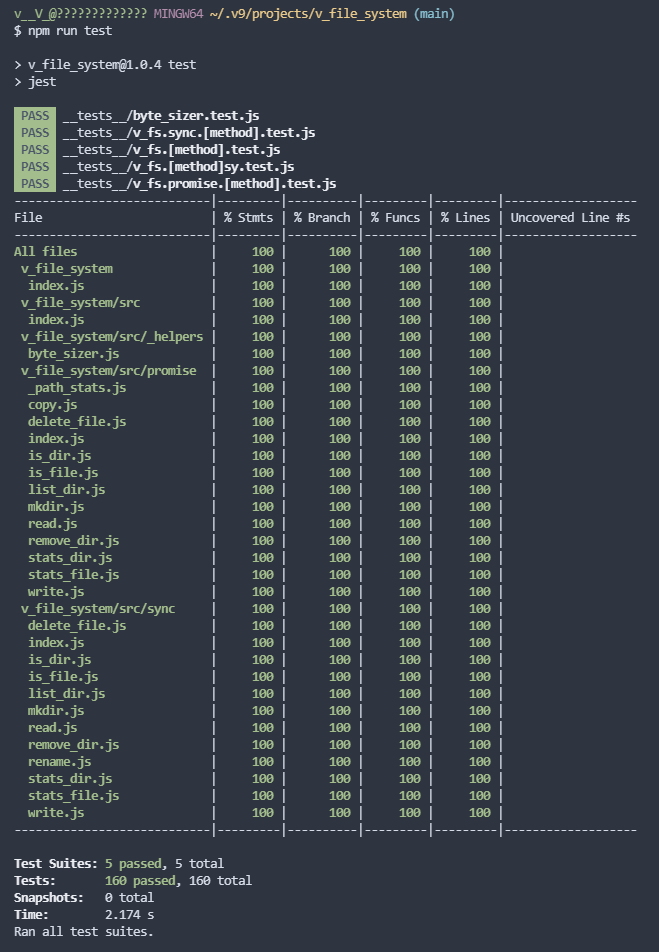 v__V_@????????????? MINGW64 ~/.v9/projects/v_file_system (main)
$ npm run test
> v_file_system@1.0.4 test
> jest
PASS __tests__/byte_sizer.test.js
PASS __tests__/v_fs.sync.[method].test.js
PASS __tests__/v_fs.[method].test.js
PASS __tests__/v_fs.[method]sy.test.js
PASS __tests__/v_fs.promise.[method].test.js
----------------------------|---------|----------|---------|---------|-------------------
File                        | % Stmts | % Branch | % Funcs | % Lines | Uncovered Line #s
----------------------------|---------|----------|---------|---------|-------------------
All files                   |     100 |      100 |     100 |     100 |
 v_file_system              |     100 |      100 |     100 |     100 |
  index.js                  |     100 |      100 |     100 |     100 |
 v_file_system/src          |     100 |      100 |     100 |     100 |
  index.js                  |     100 |      100 |     100 |     100 |
 v_file_system/src/_helpers |     100 |      100 |     100 |     100 |
  byte_sizer.js             |     100 |      100 |     100 |     100 |
 v_file_system/src/promise  |     100 |      100 |     100 |     100 |
  _path_stats.js            |     100 |      100 |     100 |     100 |
  copy.js                   |     100 |      100 |     100 |     100 |
  delete_file.js            |     100 |      100 |     100 |     100 |
  index.js                  |     100 |      100 |     100 |     100 |
  is_dir.js                 |     100 |      100 |     100 |     100 |
  is_file.js                |     100 |      100 |     100 |     100 |
  list_dir.js               |     100 |      100 |     100 |     100 |
  mkdir.js                  |     100 |      100 |     100 |     100 |
  read.js                   |     100 |      100 |     100 |     100 |
  remove_dir.js             |     100 |      100 |     100 |     100 |
  stats_dir.js              |     100 |      100 |     100 |     100 |
  stats_file.js             |     100 |      100 |     100 |     100 |
  write.js                  |     100 |      100 |     100 |     100 |
 v_file_system/src/sync     |     100 |      100 |     100 |     100 |
  delete_file.js            |     100 |      100 |     100 |     100 |
  index.js                  |     100 |      100 |     100 |     100 |
  is_dir.js                 |     100 |      100 |     100 |     100 |
  is_file.js                |     100 |      100 |     100 |     100 |
  list_dir.js               |     100 |      100 |     100 |     100 |
  mkdir.js                  |     100 |      100 |     100 |     100 |
  read.js                   |     100 |      100 |     100 |     100 |
  remove_dir.js             |     100 |      100 |     100 |     100 |
  rename.js                 |     100 |      100 |     100 |     100 |
  stats_dir.js              |     100 |      100 |     100 |     100 |
  stats_file.js             |     100 |      100 |     100 |     100 |
  write.js                  |     100 |      100 |     100 |     100 |
----------------------------|---------|----------|---------|---------|-------------------
Test Suites: 5 passed, 5 total
Tests:       160 passed, 160 total
Snapshots:   0 total
Time:        2.174 s
Ran all test suites.